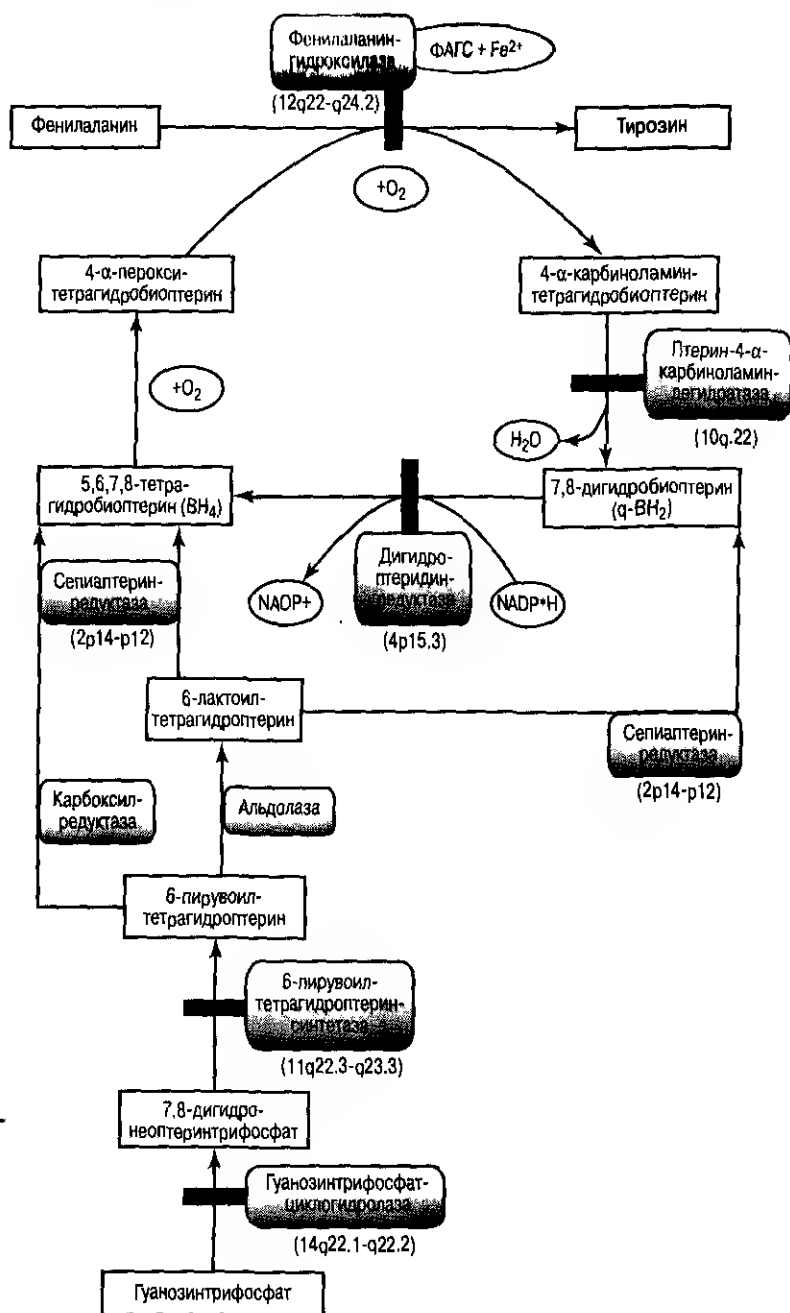 Фенилаланин-
гидроксилаза
ФАГС + Fe²⁺
(12q22-q24.2)
Фенилаланин
Тирозин
+O₂
4-α-перокси-
тетрагидробиоптерин
4-α-карбиноламин-
тетрагидробиоптерин
Птерин-4-α-
карбиноламин-
дегидратаза
(10q.22)
+O₂
H₂O
5,6,7,8-тетра-
гидробиоптерин (BH₄)
7,8-дигидробиоптерин
(q-BH₂)
Сепиалтерин-
редуктаза
(2p14-p12)
Дигидро-
птеридин-
редуктаза
(4p15.3)
NADP+
NADP*H
6-лактоил-
тетрагидроптерин
Сепиалтерин-
редуктаза
(2p14-p12)
Карбоксил-
редуктаза
Альдолаза
6-пирувоил-
тетрагидроптерин
6-пирувоил-
тетрагидроптерин-
синтетаза
(11q22.3-q23.3)
7,8-дигидро-
неоптеринтрифосфат
Гуанозинтрифосфат-
циклогидролаза
(14q22.1-q22.2)
Гуанозинтрифосфат